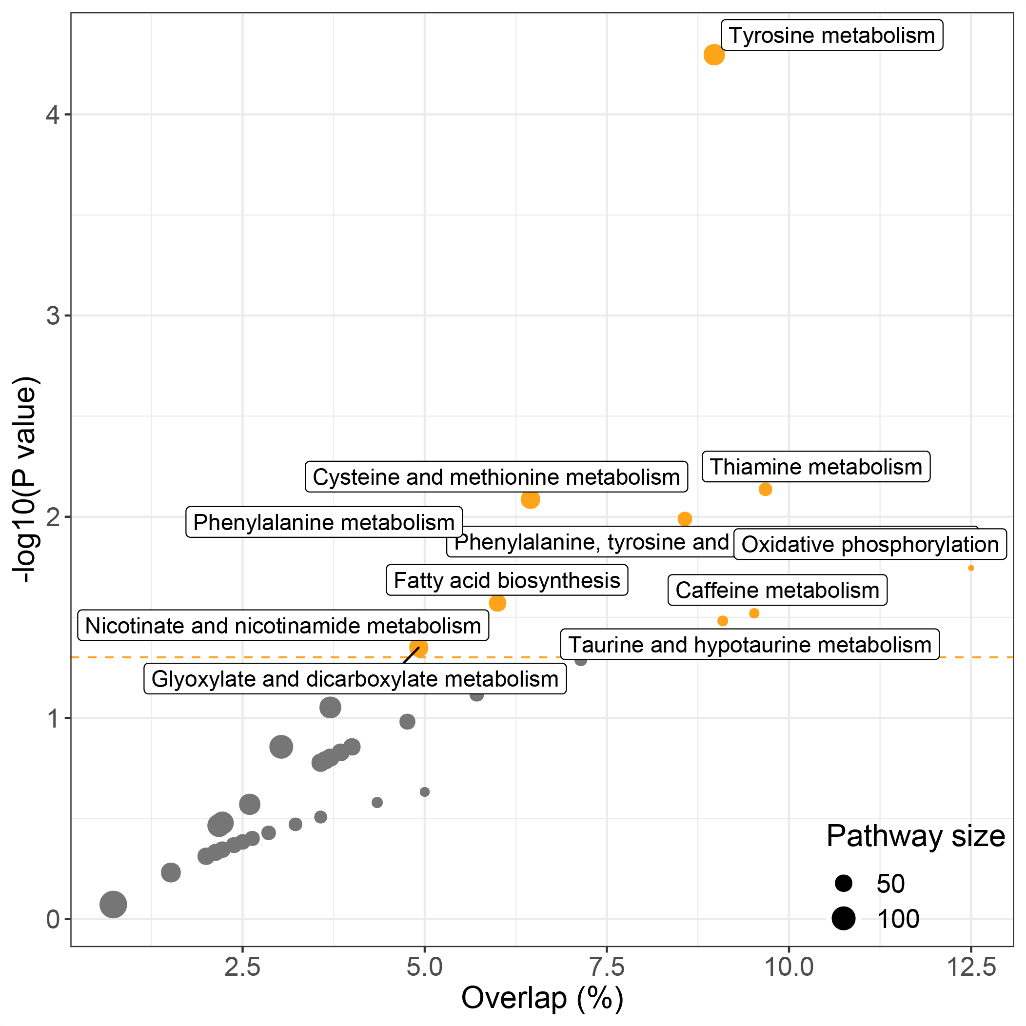 Tyrosine metabolism
4
3
Cysteine and methionine metabolism
Thiamine metabolism
2
Phenylalanine metabolism
Phenylalanine, tyrosine and
Oxidative phosphorylation
Fatty acid biosynthesis
Caffeine metabolism
Nicotinate and nicotinamide metabolism
Taurine and hypotaurine metabolism
Glyoxylate and dicarboxylate metabolism
1
Pathway size
50
100
0
2.5
5.0
7.5
10.0
12.5
Overlap (%)
-log10(P value)